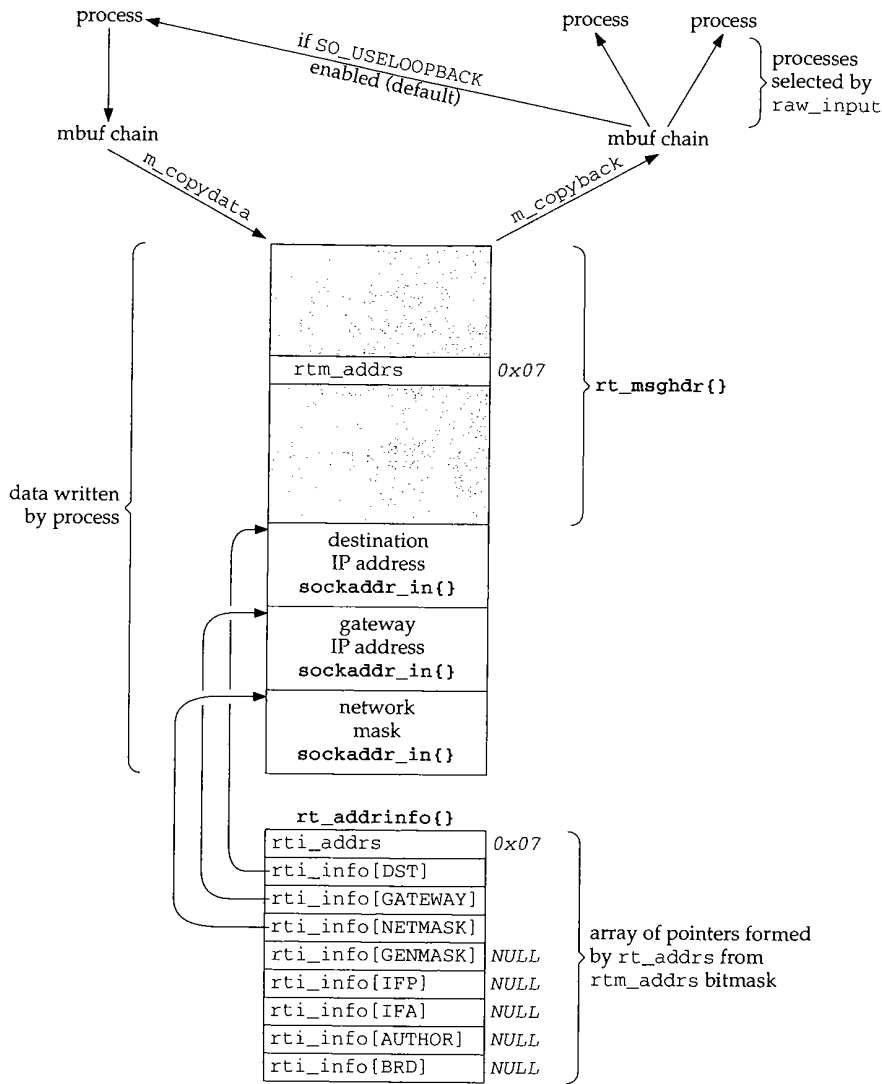 process
process
process
if SO_USELOOPBACK
enabled (default)
processes
selected by
raw_input
mbuf chain
mbuf chain
m_copydata
m_copyback
rtm_addrs
0x07
rt_msghdr{}
data written
by process
destination
IP address
sockaddr_in{}
gateway
IP address
sockaddr_in{}
network
mask
sockaddr_in{}
rt_addrinfo{}
rti_addrs
0x07
rti_info[DST]
rti_info[GATEWAY]
rti_info[NETMASK]
rti_info[GENMASK]
NULL
rti_info[IFP]
NULL
rti_info[IFA]
NULL
rti_info[AUTHOR]
NULL
rti_info[BRD]
NULL
array of pointers formed
by rt_addrs from
rtm_addrs bitmask